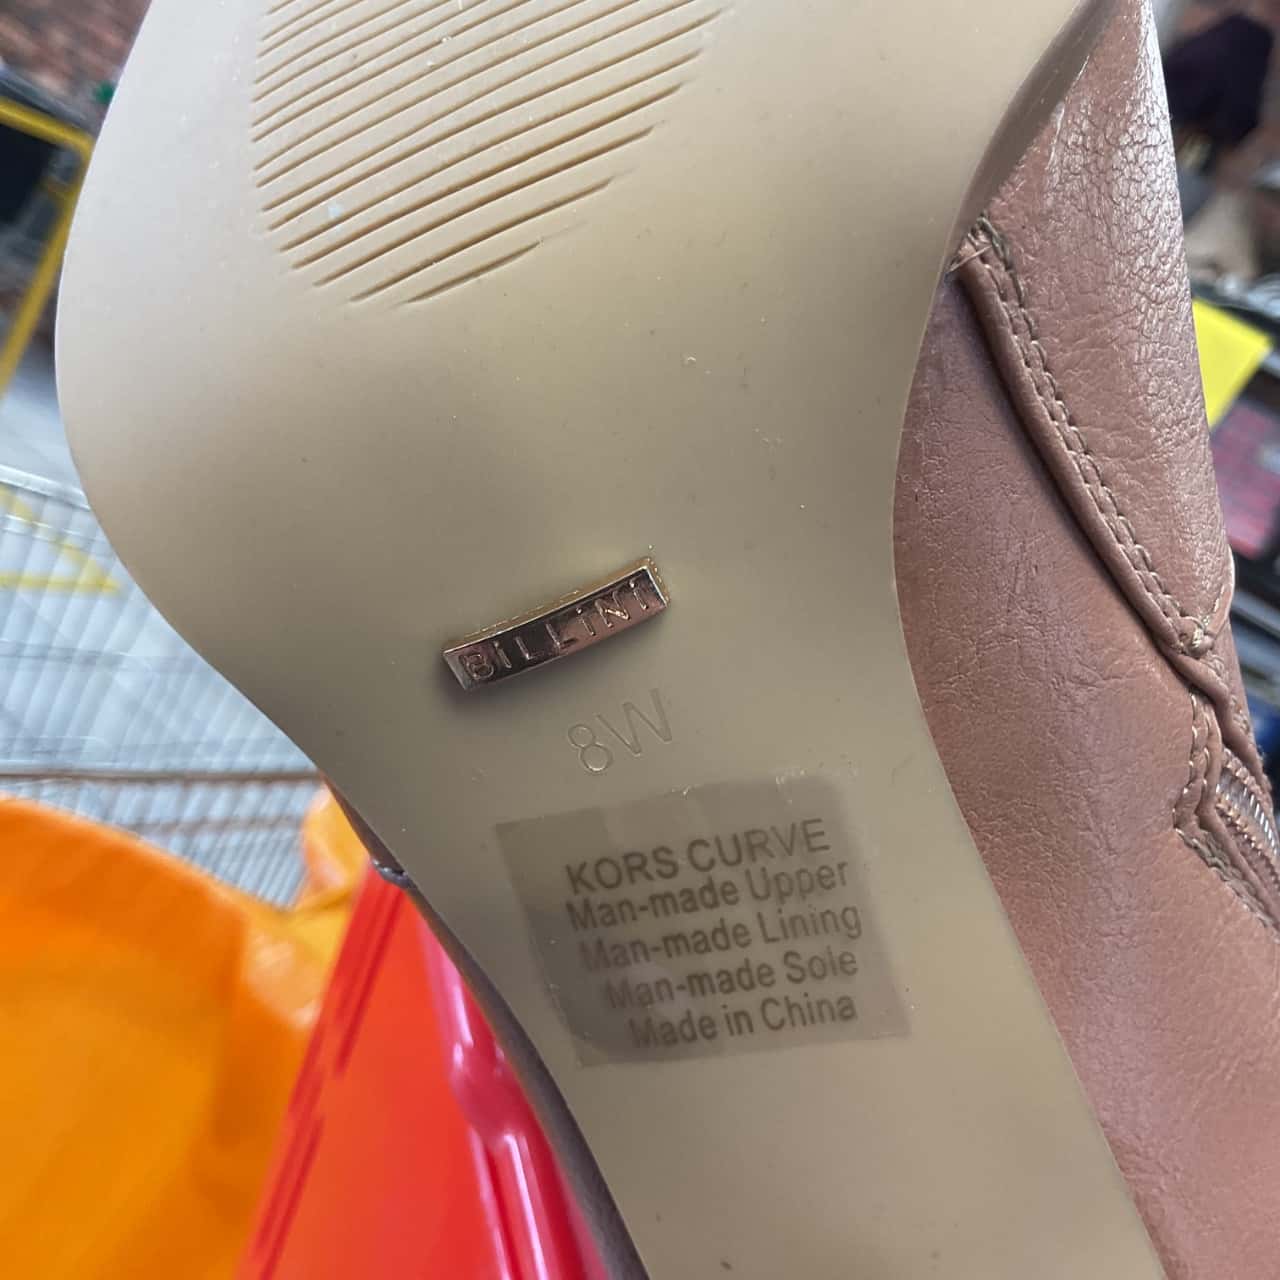 BiLLiNi
8W
KORS CURVE
Man-made Upper
Man-made Lining
Man-made Sole
Made in China